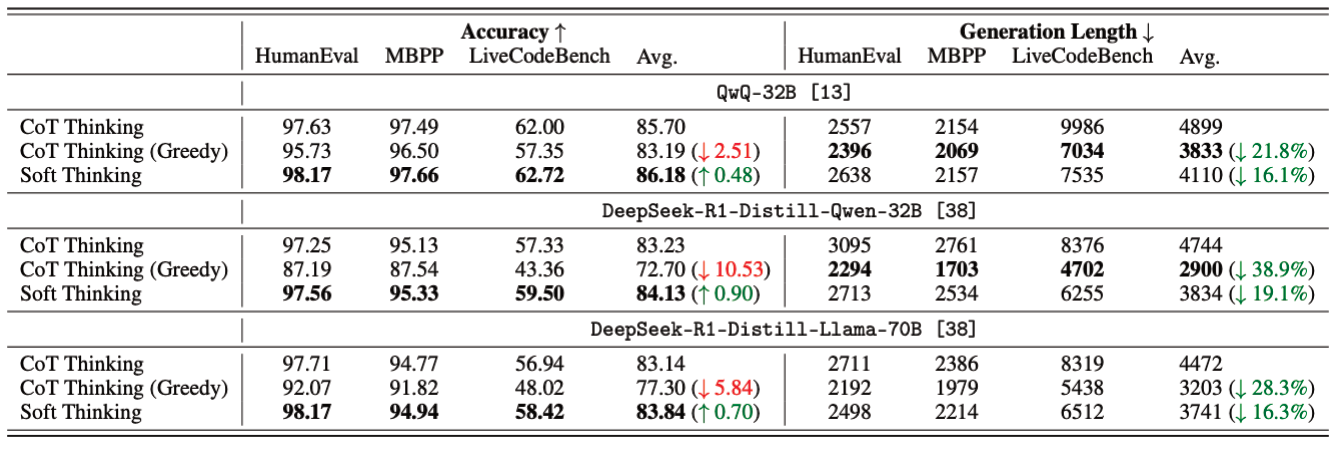 Accuracy ↑ Generation Length ↓
HumanEval MBPP LiveCodeBench Avg. HumanEval MBPP LiveCodeBench Avg.
QwQ-32B [13]
CoT Thinking 97.63 97.49 62.00 85.70 2557 2154 9986 4899
CoT Thinking (Greedy) 95.73 96.50 57.35 83.19 (↓ 2.51) 2396 2069 7034 3833 (↓ 21.8%)
Soft Thinking 98.17 97.66 62.72 86.18 (↑ 0.48) 2638 2157 7535 4110 (↓ 16.1%)
DeepSeek-R1-Distill-Qwen-32B [38]
CoT Thinking 97.25 95.13 57.33 83.23 3095 2761 8376 4744
CoT Thinking (Greedy) 87.19 87.54 43.36 72.70 (↓ 10.53) 2294 1703 4702 2900 (↓ 38.9%)
Soft Thinking 97.56 95.33 59.50 84.13 (↑ 0.90) 2713 2534 6255 3834 (↓ 19.1%)
DeepSeek-R1-Distill-Llama-70B [38]
CoT Thinking 97.71 94.77 56.94 83.14 2711 2386 8319 4472
CoT Thinking (Greedy) 92.07 91.82 48.02 77.30 (↓ 5.84) 2192 1979 5438 3203 (↓ 28.3%)
Soft Thinking 98.17 94.94 58.42 83.84 (↑ 0.70) 2498 2214 6512 3741 (↓ 16.3%)